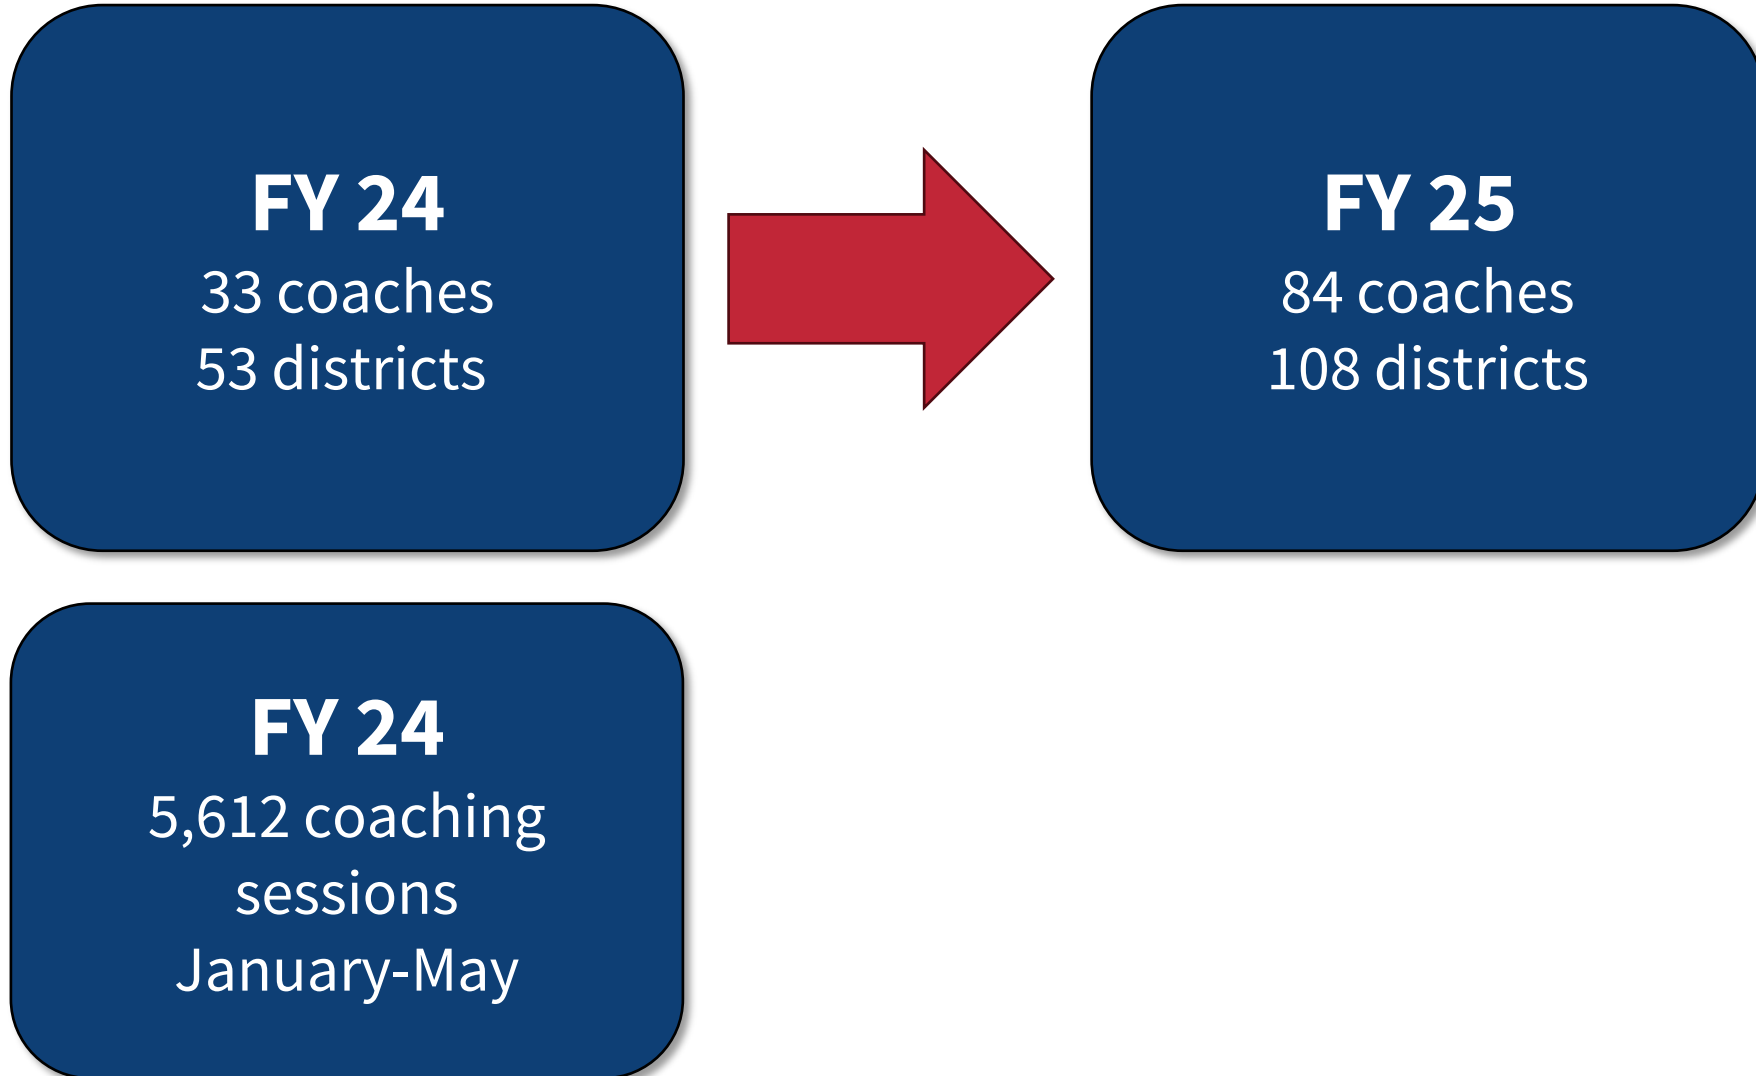 FY 24
33 coaches
53 districts
FY 25
84 coaches
108 districts
FY 24
5,612 coaching
sessions
January-May